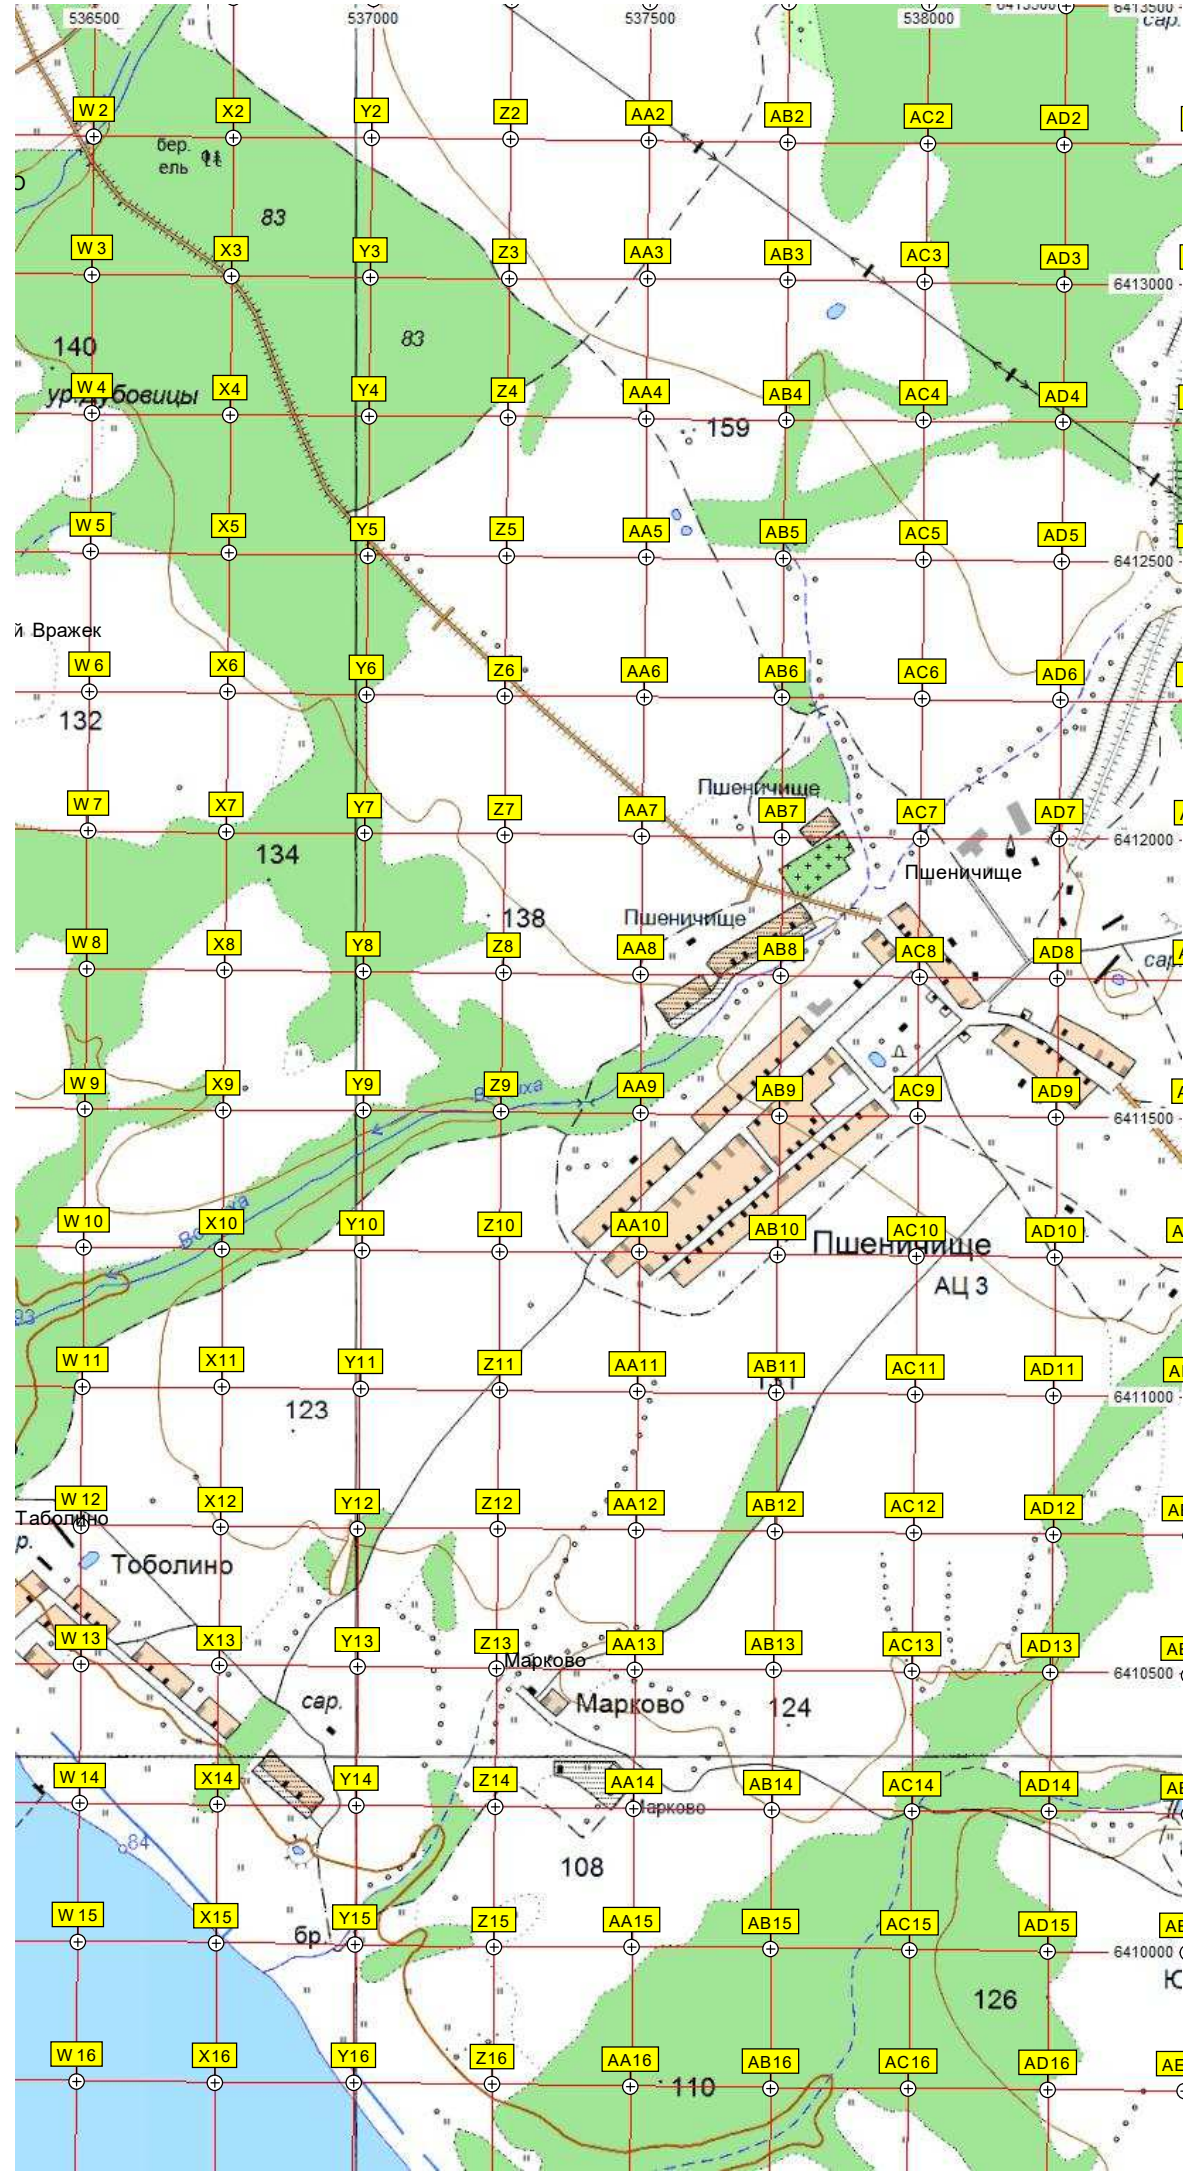 536500 537000 537500 538000 6413500 6413500
сар.
W 2 X2 Y2 Z2 AA2 AB2 AC2 AD2
бер.
ель
83
W 3 X3 Y3 Z3 AA3 AB3 AC3 AD3
6413000
83
140
W 4 X4 Y4 Z4 AA4 AB4 AC4 AD4
159
W 5 X5 Y5 Z5 AA5 AB5 AC5 AD5
6412500
й Вражек
W 6 X6 Y6 Z6 AA6 AB6 AC6 AD6
132
Пшеничище
W 7 X7 Y7 Z7 AA7 AB7 AC7 AD7
6412000
134
Пшеничище
138
Пшеничище
W 8 X8 Y8 Z8 AA8 AB8 AC8 AD8
сар.
W 9 X9 Y9 Z9 AA9 AB9 AC9 AD9
6411500
W 10 X10 Y10 Z10 AA10 AB10 AC10 AD10
Пшеничище
АЦ 3
93
W 11 X11 Y11 Z11 AA11 AB11 AC11 AD11
131
6411000
123
W 12 X12 Y12 Z12 AA12 AB12 AC12 AD12
Таболино
р.
Тоболино
W 13 X13 Y13 Z13 AA13 AB13 AC13 AD13
Марково
6410500
сар.
Марково
124
W 14 X14 Y14 Z14 AA14 AB14 AC14 AD14
Марково
84
108
W 15 X15 Y15 Z15 AA15 AB15 AC15 AD15
бр.
6410000
126
W 16 X16 Y16 Z16 AA16 AB16 AC16 AD16
110